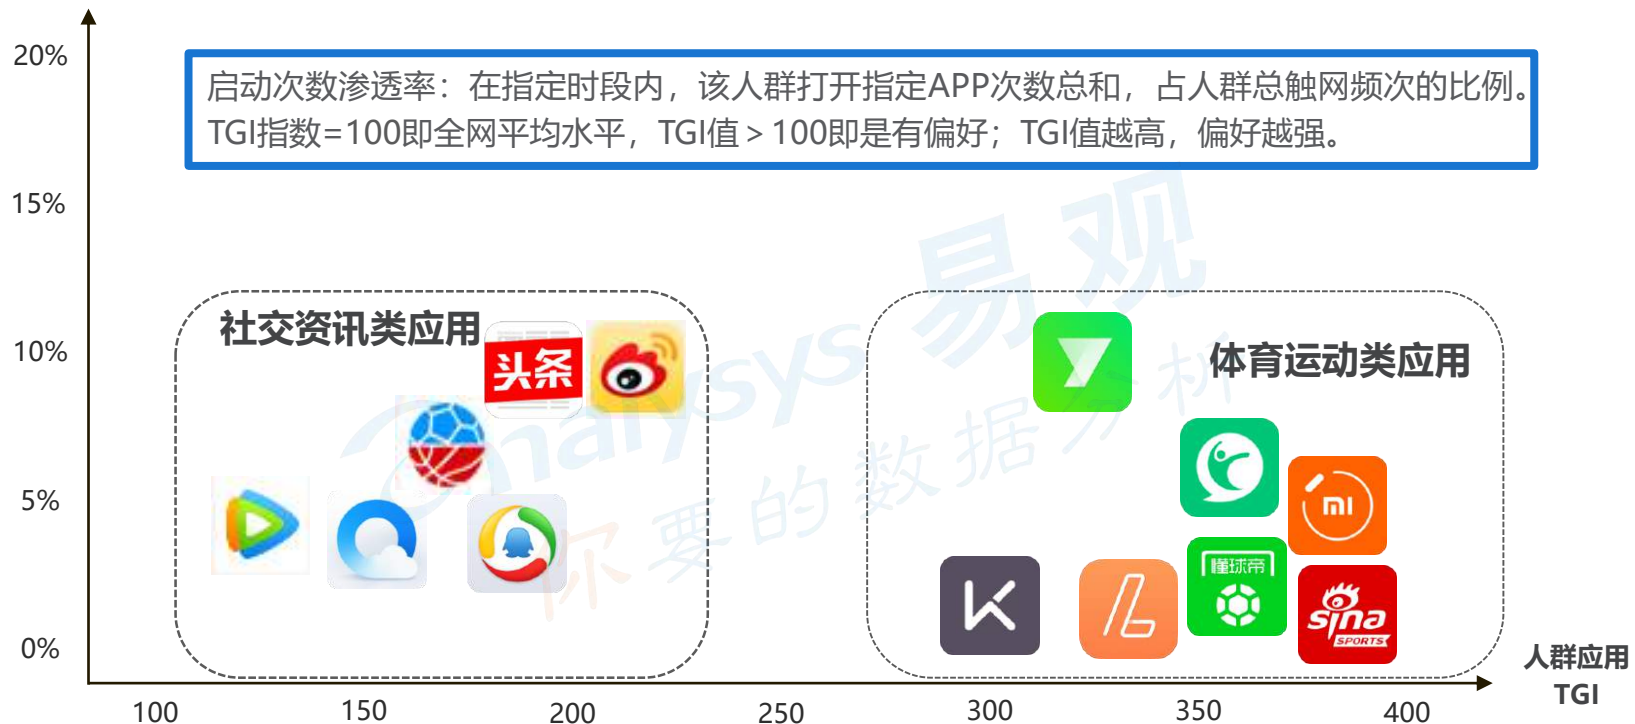 20%
启动次数渗透率：在指定时段内，该人群打开指定APP次数总和，占人群总触网频次的比例。
TGI指数=100即全网平均水平，TGI值＞100即是有偏好；TGI值越高，偏好越强。
15%
易观
analysys
你要的数据分析
社交资讯类应用
头条
10%
体育运动类应用
mi
5%
懂球帝
sina
SPORTS
0%
人群应用
TGI
100 150 200 250 300 350 400